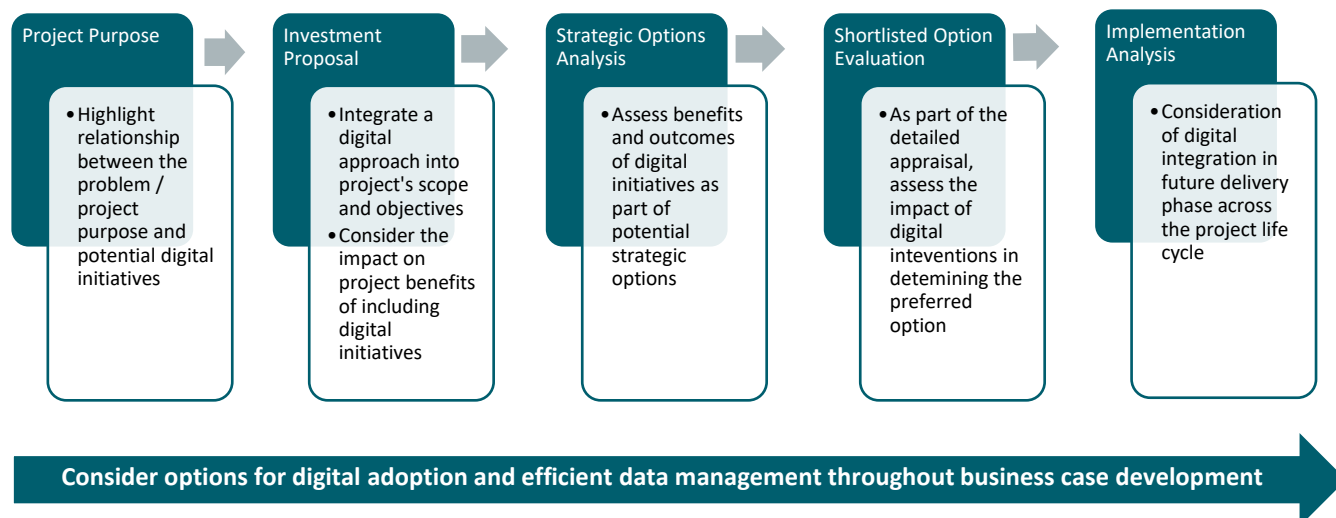 Project Purpose
• Highlight
relationship
between the
problem /
project
purpose and
potential digital
initiatives
Investment
Proposal
• Integrate a
digital
approach into
project's scope
and objectives
• Consider the
impact on
project benefits
of including
digital
initiatives
Strategic Options
Analysis
• Assess benefits
and outcomes
of digital
initiatives as
part of
potential
strategic
options
Shortlisted Option
Evaluation
• As part of the
detailed
appraisal,
assess the
impact of
digital
inteventions in
detemining the
preferred
option
Implementation
Analysis
• Consideration
of digital
integration in
future delivery
phase across
the project life
cycle
Consider options for digital adoption and efficient data management throughout business case development